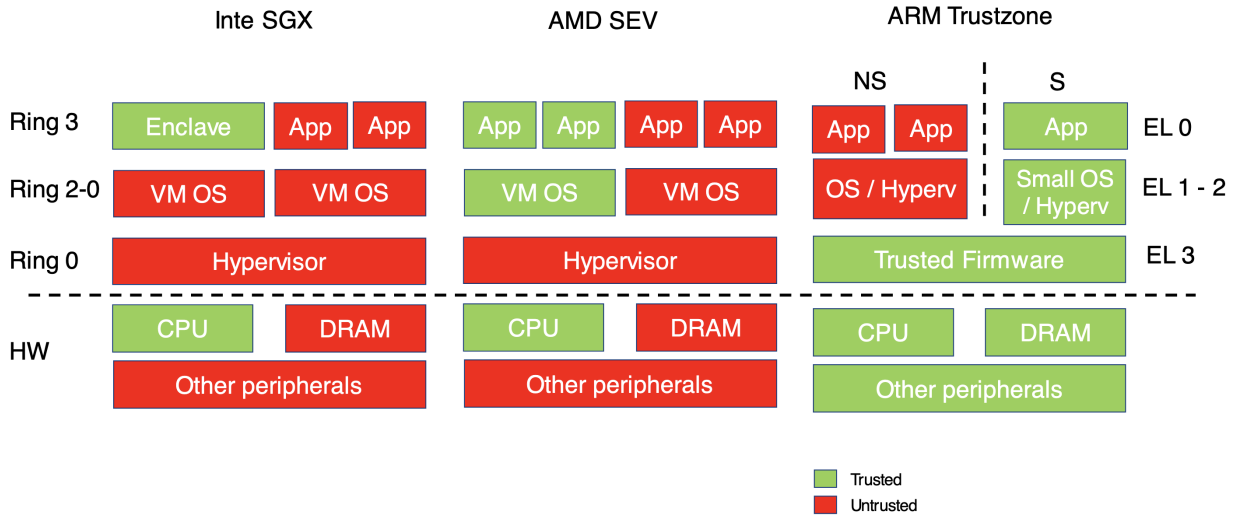 Inte SGX
AMD SEV
ARM Trustzone
NS
S
Ring 3
Enclave
App
App
App
App
App
App
App
App
App
EL 0
Ring 2-0
VM OS
VM OS
VM OS
VM OS
OS / Hyperv
Small OS
/ Hyperv
EL 1 - 2
Ring 0
Hypervisor
Hypervisor
Trusted Firmware
EL 3
HW
CPU
DRAM
CPU
DRAM
CPU
DRAM
Other peripherals
Other peripherals
Other peripherals
Trusted
Untrusted